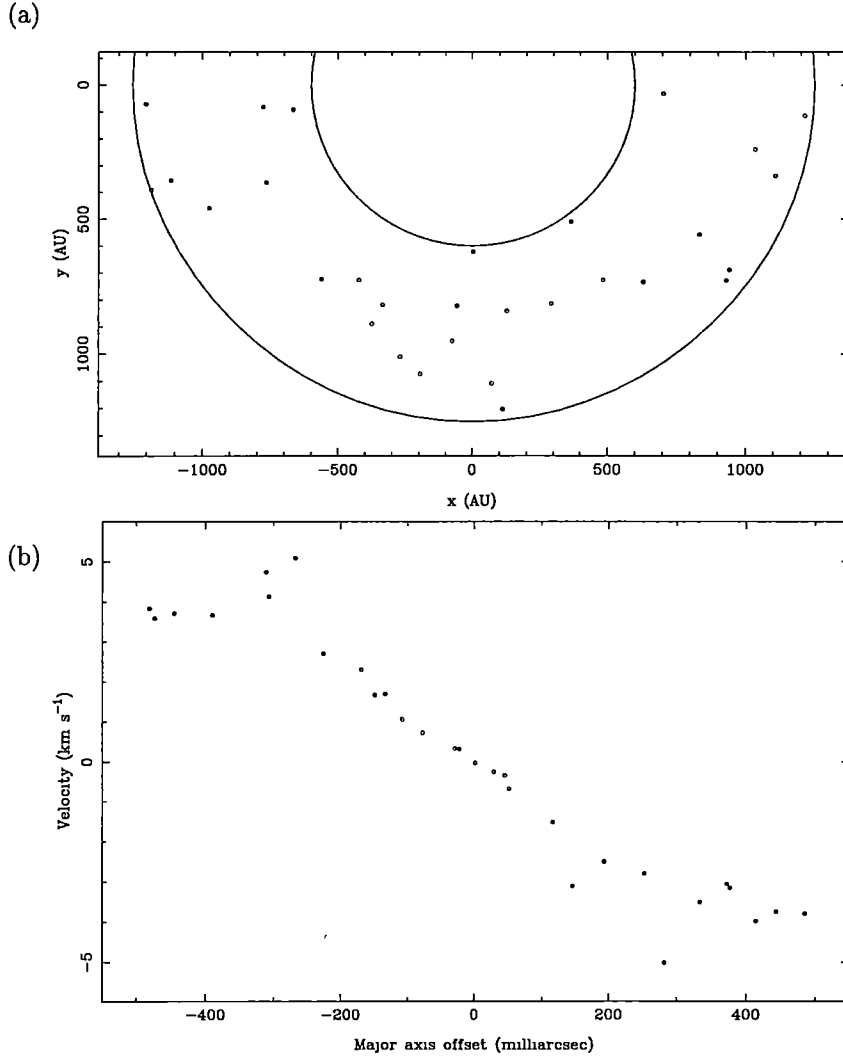 (a)
0
500
1000
y (AU)
−1000
−500
0
500
1000
x (AU)
(b)
5
0
−5
Velocity (km s⁻¹)
−400
−200
0
200
400
Major axis offset (milliarcsec)